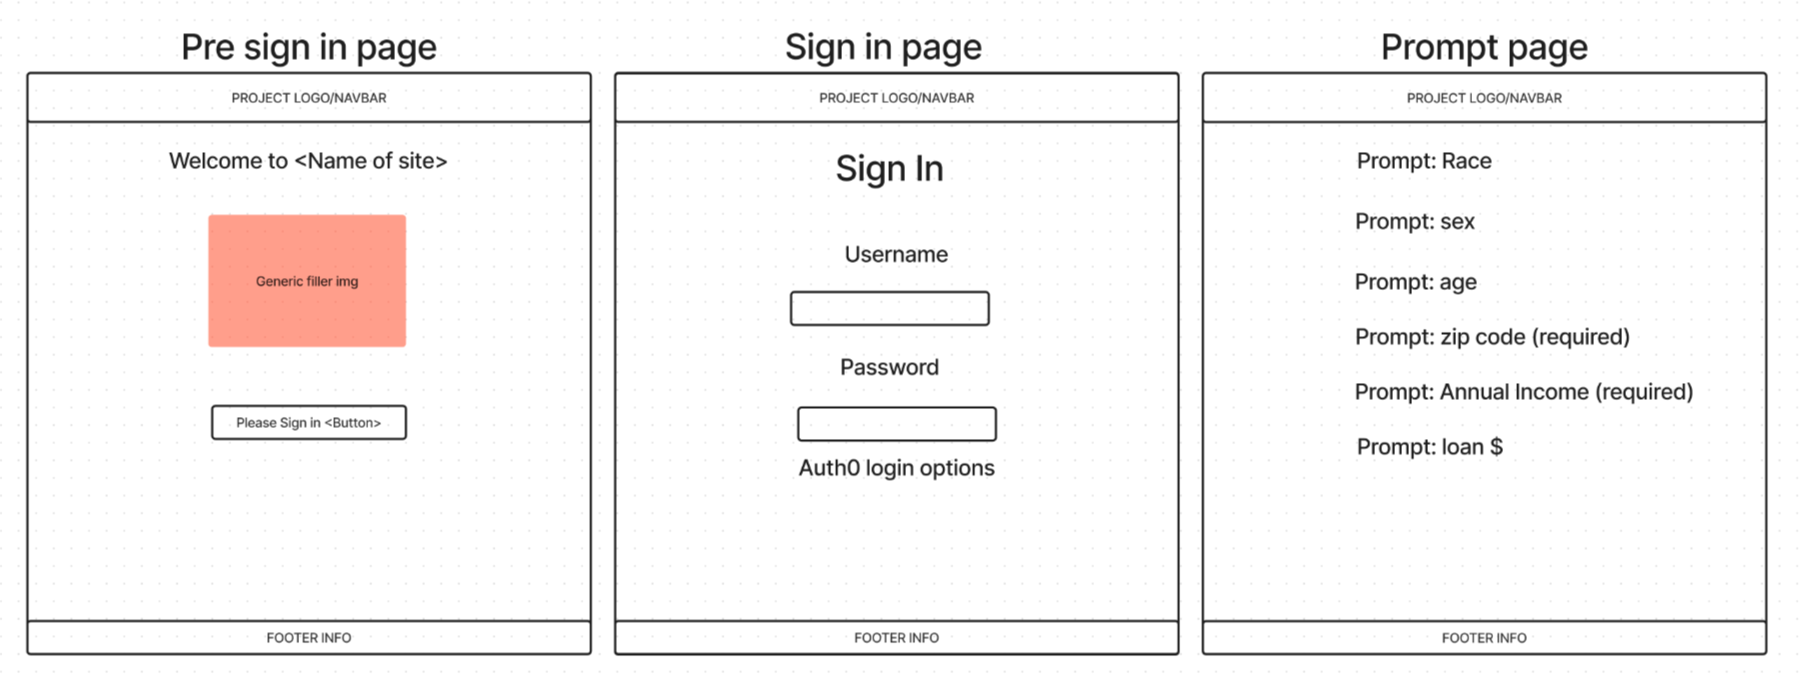 Pre sign in page
PROJECT LOGO/NAVBAR
Welcome to <Name of site>
Generic filler img
Please Sign in <Button>
FOOTER INFO
Sign in page
PROJECT LOGO/NAVBAR
Sign In
Username
Password
Auth0 login options
FOOTER INFO
Prompt page
PROJECT LOGO/NAVBAR
Prompt: Race
Prompt: sex
Prompt: age
Prompt: zip code (required)
Prompt: Annual Income (required)
Prompt: loan $
FOOTER INFO